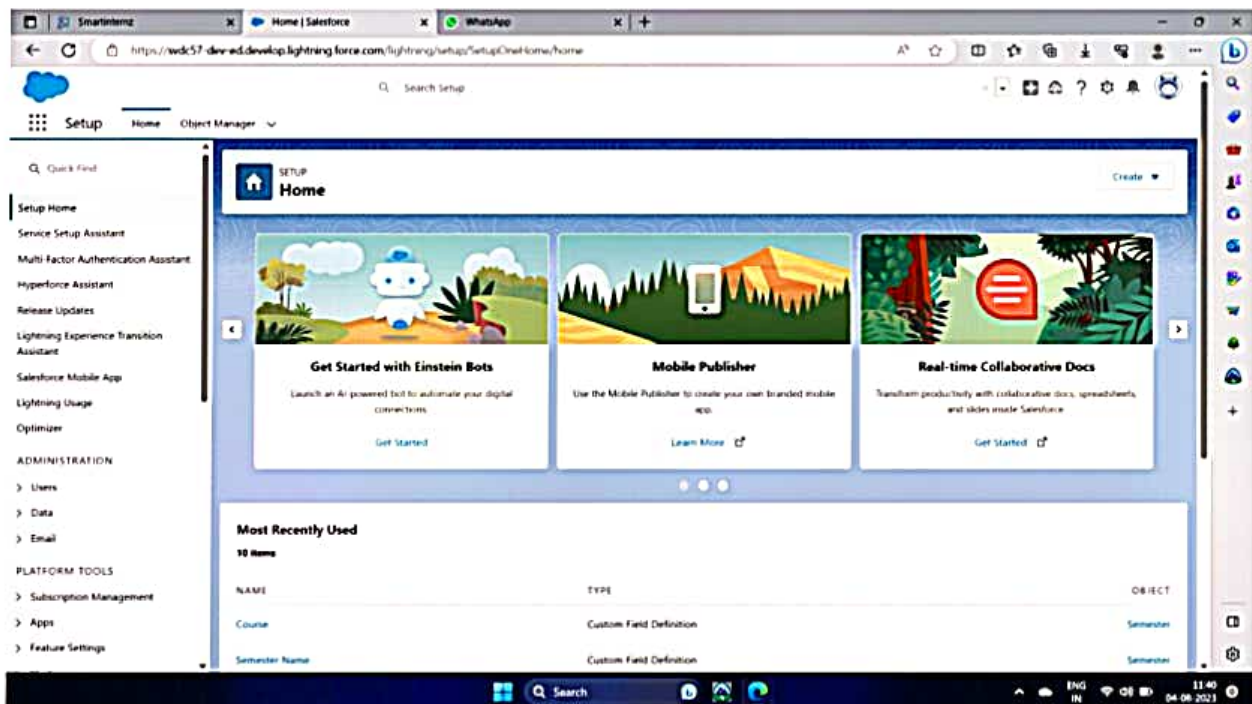 Smartinternz
Home | Salesforce
WhatsApp
https://wdc57-dev-ed.develop.lightning.force.com/lightning/setup/SetupOneHome/home
Search Setup
Setup
Home
Object Manager
Quick Find
Setup Home
Service Setup Assistant
Multi-Factor Authentication Assistant
Hyperforce Assistant
Release Updates
Lightning Experience Transition
Assistant
Salesforce Mobile App
Lightning Usage
Optimizer
ADMINISTRATION
Users
Data
Email
PLATFORM TOOLS
Subscription Management
Apps
Feature Settings
SETUP
Home
Create
Get Started with Einstein Bots
Launch an AI-powered bot to automate your digital
connections.
Get Started
Mobile Publisher
Use the Mobile Publisher to create your own branded mobile
app.
Learn More
Real-time Collaborative Docs
Transform productivity with collaborative docs, spreadsheets,
and slides inside Salesforce
Get Started
Most Recently Used
10 items
NAME TYPE OBJECT
Course Custom Field Definition Semester
Semester Name Custom Field Definition Semester
Search
ENG
IN
11:40
04-08-2023